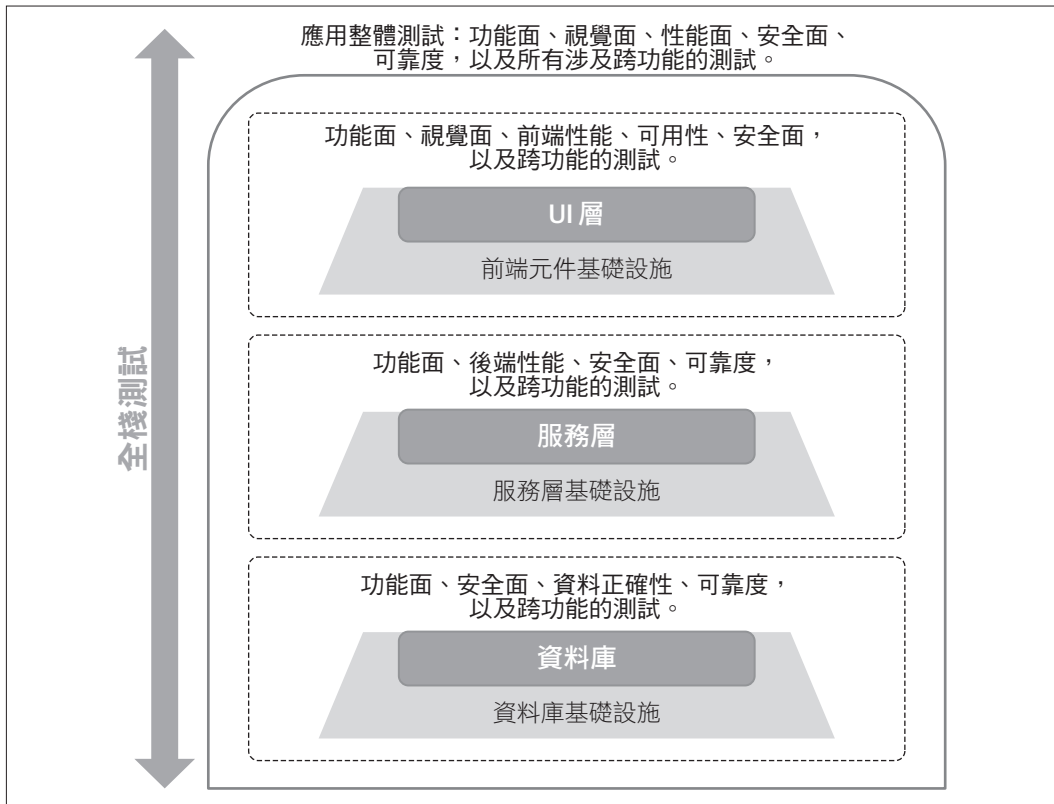 應用整體測試：功能面、視覺面、性能面、安全面、
可靠度，以及所有涉及跨功能的測試。
功能面、視覺面、前端性能、可用性、安全面，
以及跨功能的測試。
UI 層
前端元件基礎設施
全棧測試
功能面、後端性能、安全面、可靠度，
以及跨功能的測試。
服務層
服務層基礎設施
功能面、安全面、資料正確性、可靠度，
以及跨功能的測試。
資料庫
資料庫基礎設施